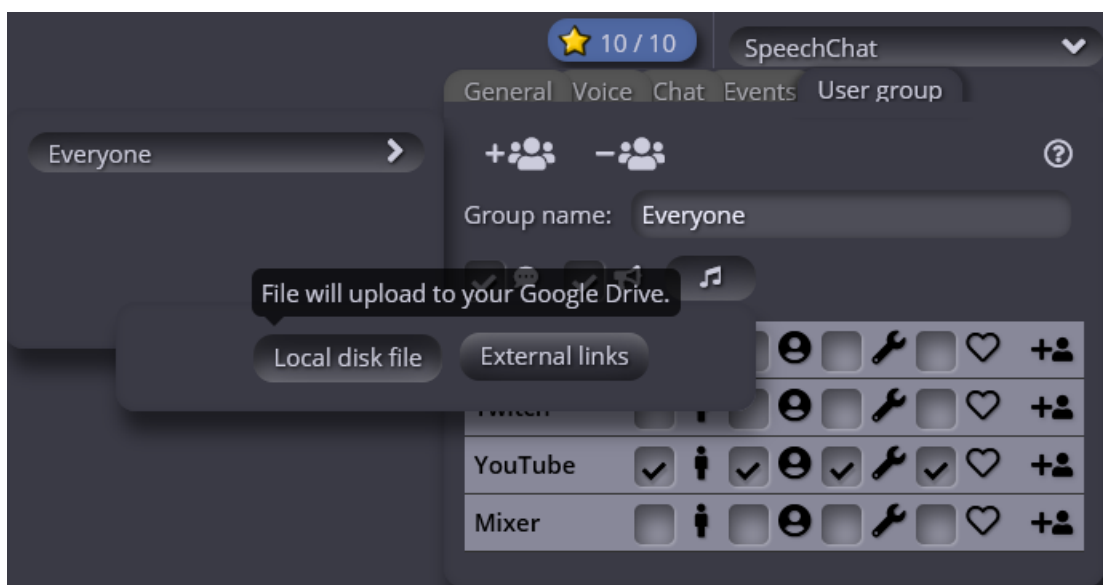 10 / 10
SpeechChat
General Voice Chat Events User group
Everyone
Group name: Everyone
File will upload to your Google Drive.
Local disk file External links
Twitch
YouTube
Mixer